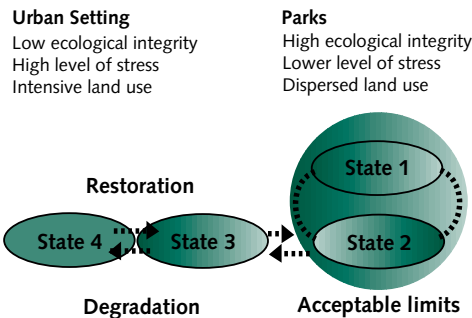 Urban Setting
Low ecological integrity
High level of stress
Intensive land use
Parks
High ecological integrity
Lower level of stress
Dispersed land use
State 1
Restoration
State 4
State 3
State 2
Degradation
Acceptable limits